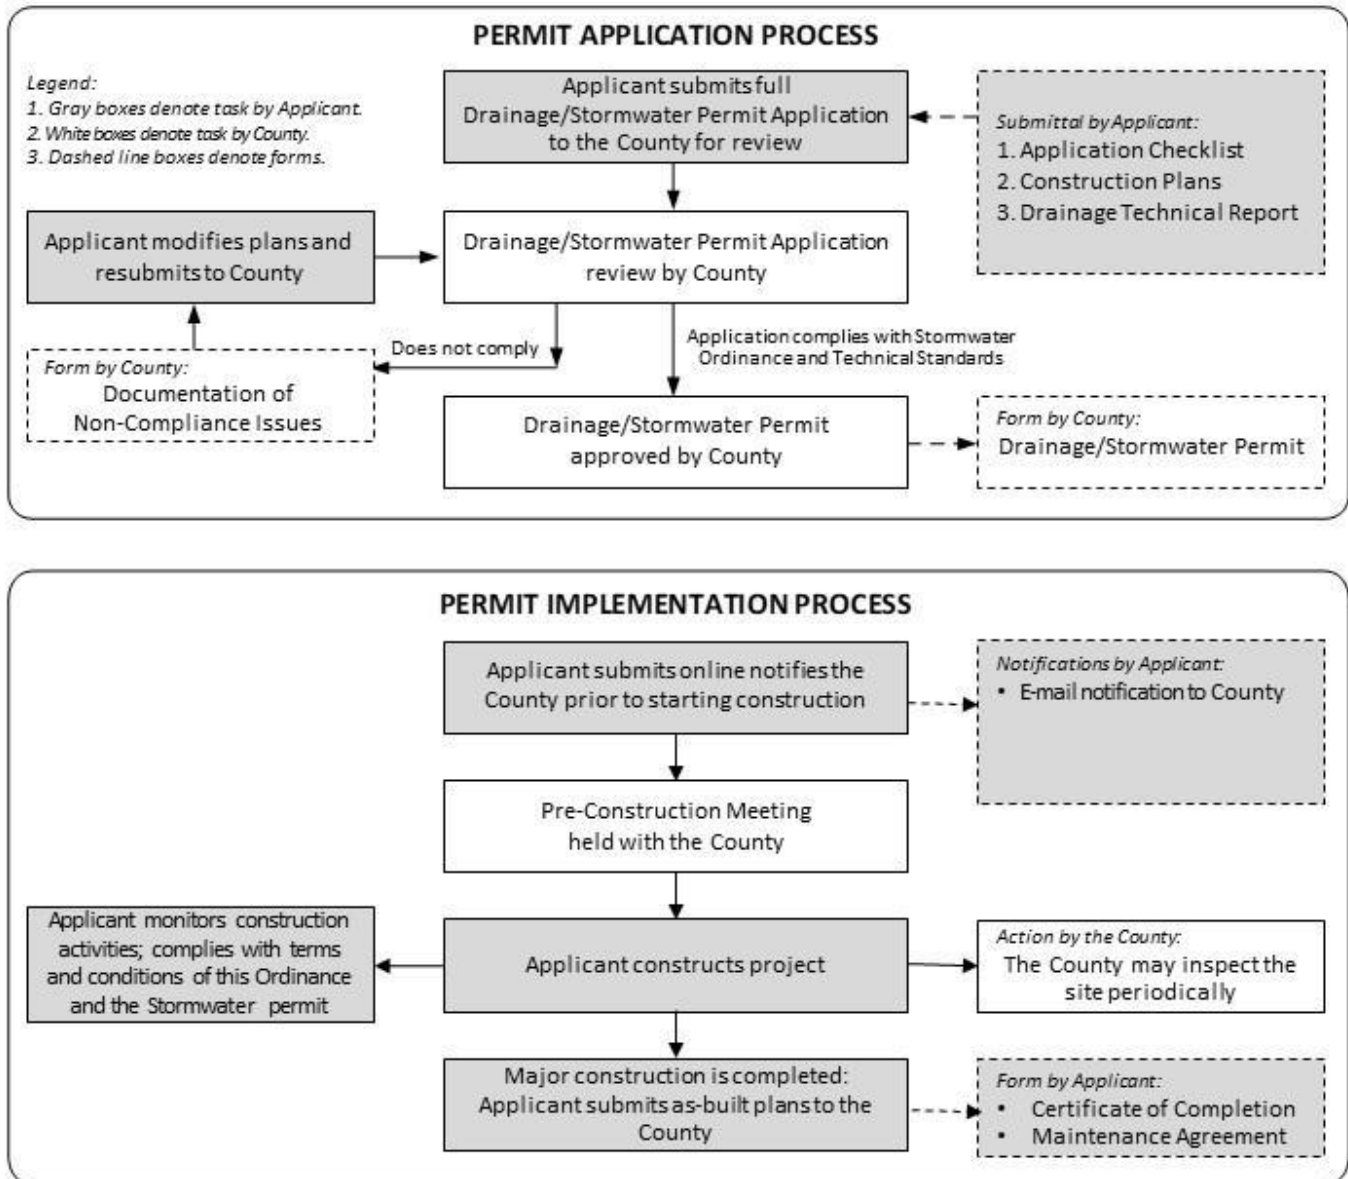 PERMIT APPLICATION PROCESS
Legend:
1. Gray boxes denote task by Applicant.
2. White boxes denote task by County.
3. Dashed line boxes denote forms.
Applicant submits full
Drainage/Stormwater Permit Application
to the County for review
Submittal by Applicant:
1. Application Checklist
2. Construction Plans
3. Drainage Technical Report
Applicant modifies plans and
resubmits to County
Drainage/Stormwater Permit Application
review by County
Does not comply
Application complies with Stormwater
Ordinance and Technical Standards
Form by County:
Documentation of
Non-Compliance Issues
Drainage/Stormwater Permit
approved by County
Form by County:
Drainage/Stormwater Permit
PERMIT IMPLEMENTATION PROCESS
Applicant submits online notifies the
County prior to starting construction
Notifications by Applicant:
• E-mail notification to County
Pre-Construction Meeting
held with the County
Applicant monitors construction
activities; complies with terms
and conditions of this Ordinance
and the Stormwater permit
Applicant constructs project
Action by the County:
The County may inspect the
site periodically
Major construction is completed:
Applicant submits as-built plans to the
County
Form by Applicant:
• Certificate of Completion
• Maintenance Agreement